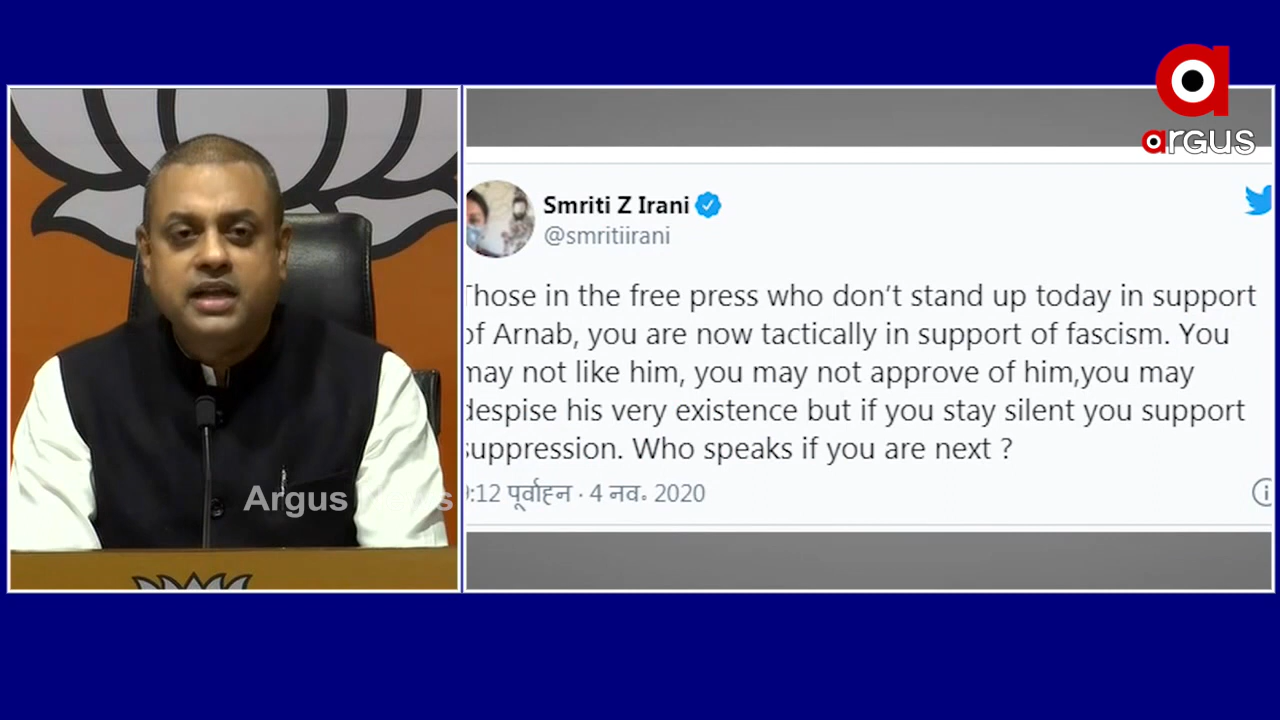 argus
Smriti Z Irani
@smritiirani
Those in the free press who don’t stand up today in support
of Arnab, you are now tactically in support of fascism. You
may not like him, you may not approve of him,you may
despise his very existence but if you stay silent you support
suppression. Who speaks if you are next ?
9:12 पूर्वाह्न · 4 नव॰ 2020
Argus News